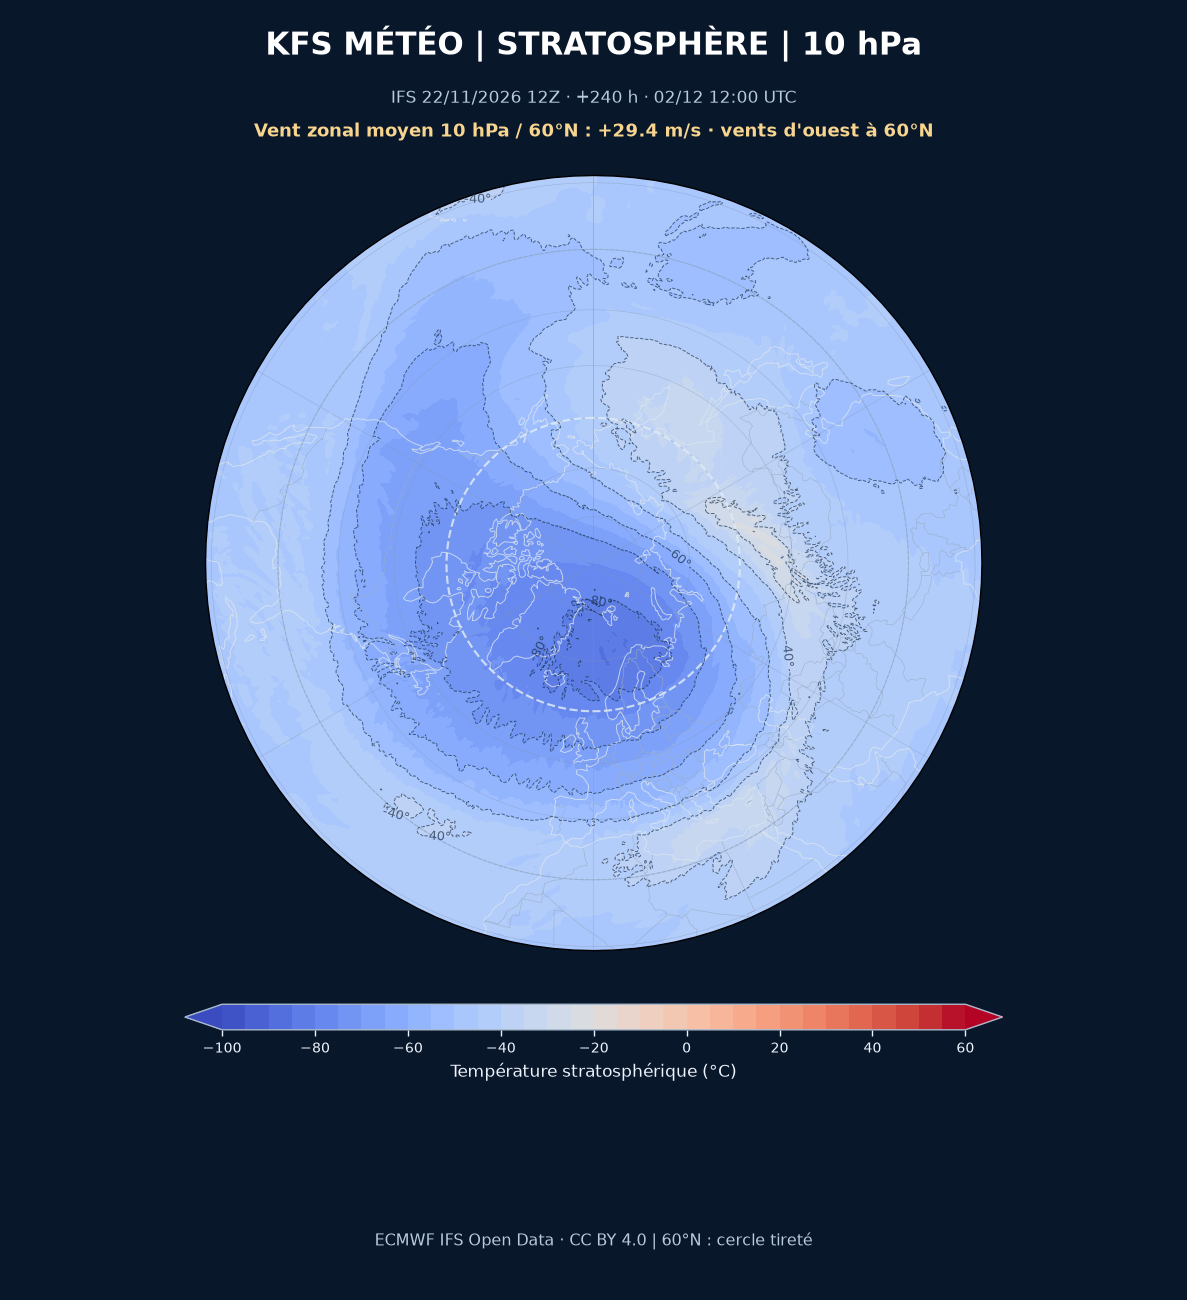 KFS MÉTÉO | STRATOSPHÈRE | 10 hPa
IFS 22/11/2026 12Z · +240 h · 02/12 12:00 UTC
Vent zonal moyen 10 hPa / 60°N : +29.4 m/s · vents d'ouest à 60°N
-40°
60°
-80°
-80°
40°
-40°
-40°
−100 −80 −60 −40 −20 0 20 40 60
Température stratosphérique (°C)
ECMWF IFS Open Data · CC BY 4.0 | 60°N : cercle tireté